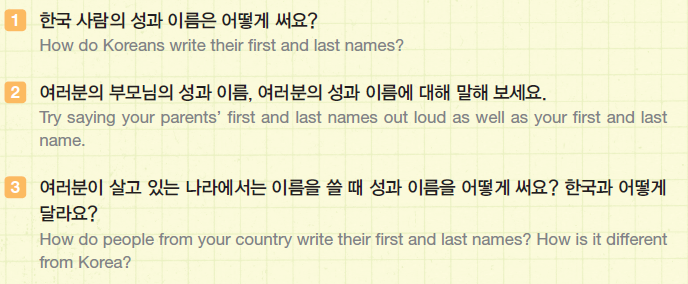 1 한국 사람의 성과 이름은 어떻게 써요?
How do Koreans write their first and last names?
2 여러분의 부모님의 성과 이름, 여러분의 성과 이름에 대해 말해 보세요.
Try saying your parents’ first and last names out loud as well as your first and last
name.
3 여러분이 살고 있는 나라에서는 이름을 쓸 때 성과 이름을 어떻게 써요? 한국과 어떻게
달라요?
How do people from your country write their first and last names? How is it different
from Korea?